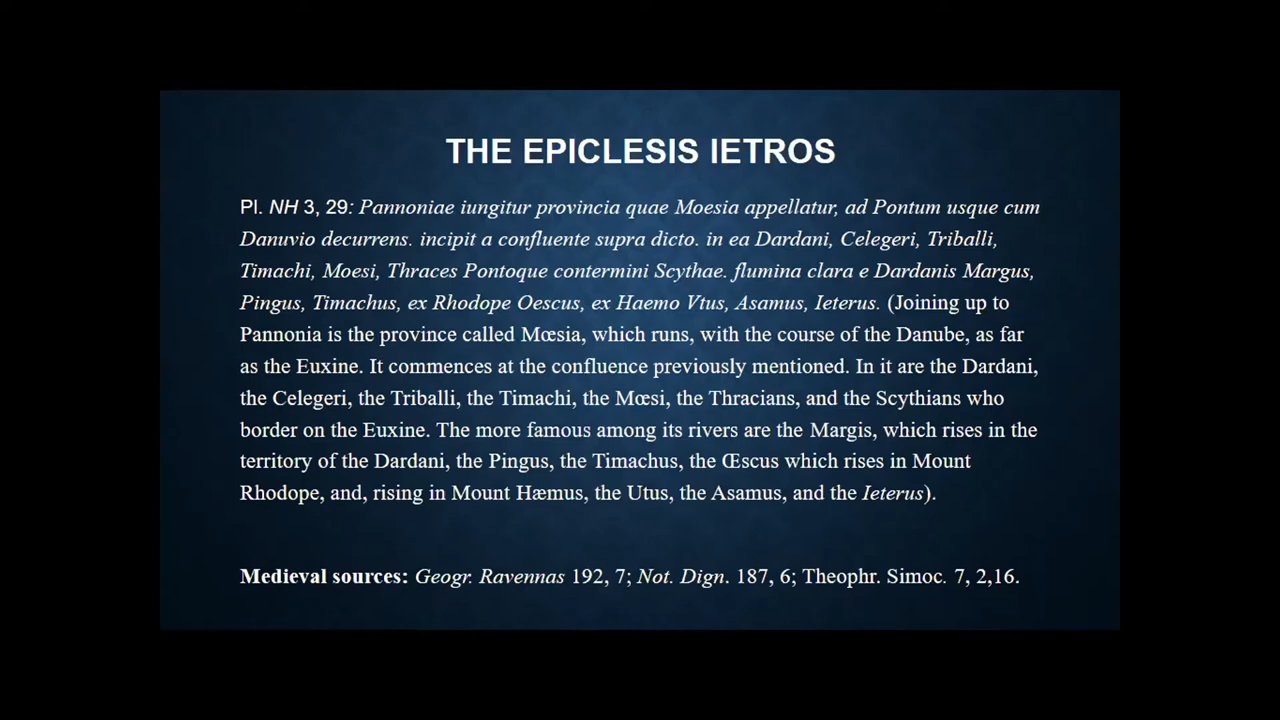 THE EPICLESIS IETROS
Pl. NH 3, 29: Pannoniae iungitur provincia quae Moesia appellatur, ad Pontum usque cum
Danuvio decurrens. incipit a confluente supra dicto. in ea Dardani, Celegeri, Triballi,
Timachi, Moesi, Thraces Pontoque contermini Scythae. flumina clara e Dardanis Margus,
Pingus, Timachus, ex Rhodope Oescus, ex Haemo Vtus, Asamus, Ieterus. (Joining up to
Pannonia is the province called Mœsia, which runs, with the course of the Danube, as far
as the Euxine. It commences at the confluence previously mentioned. In it are the Dardani,
the Celegeri, the Triballi, the Timachi, the Mœsi, the Thracians, and the Scythians who
border on the Euxine. The more famous among its rivers are the Margis, which rises in the
territory of the Dardani, the Pingus, the Timachus, the Œscus which rises in Mount
Rhodope, and, rising in Mount Hæmus, the Utus, the Asamus, and the Ieterus).
Medieval sources: Geogr. Ravennas 192, 7; Not. Dign. 187, 6; Theophr. Simoc. 7, 2,16.